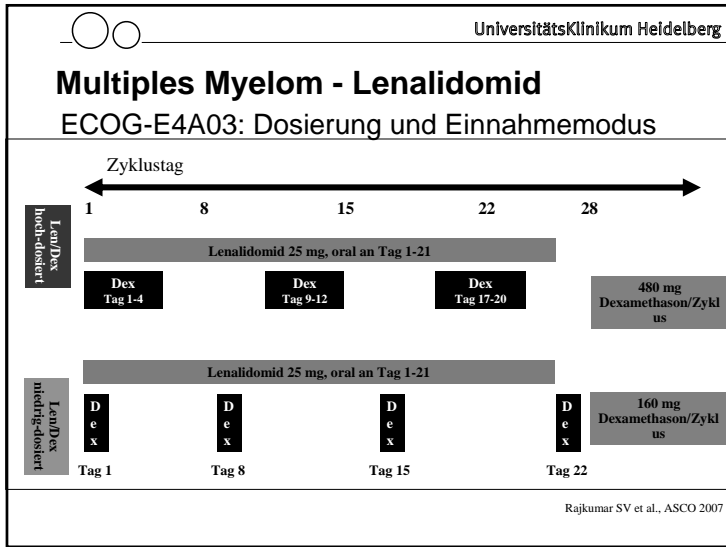 UniversitätsKlinikum Heidelberg
Multiples Myelom - Lenalidomid
ECOG-E4A03: Dosierung und Einnahmemodus
Zyklustag
1 8 15 22 28
Len/Dex
hoch-dosiert
Lenalidomid 25 mg, oral an Tag 1-21
Dex
Tag 1-4
Dex
Tag 9-12
Dex
Tag 17-20
480 mg
Dexamethason/Zykl
us
Len/Dex
niedrig-dosiert
Lenalidomid 25 mg, oral an Tag 1-21
D
e
x
D
e
x
D
e
x
D
e
x
160 mg
Dexamethason/Zykl
us
Tag 1 Tag 8 Tag 15 Tag 22
Rajkumar SV et al., ASCO 2007